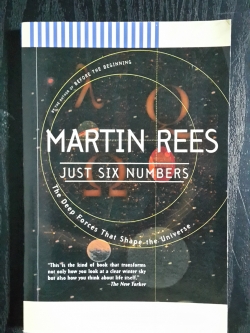 BY THE AUTHOR OF BEFORE THE BEGINNING
λ
Ω
MARTIN REES
JUST SIX NUMBERS
The Deep Forces That Shape the Universe
"This is the kind of book that transforms
not only how you look at a clear winter sky
but also how you think about life itself."
—The New Yorker